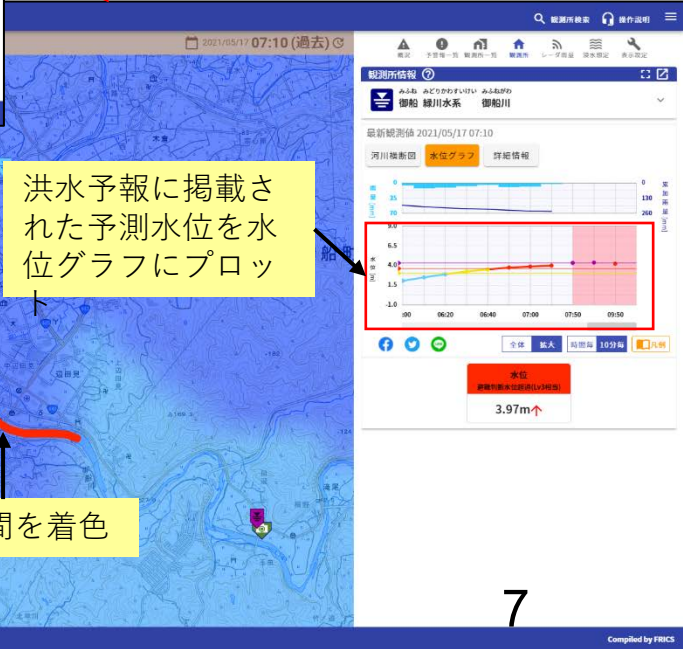 観測所検索 操作説明
2021/05/17 07:10 (過去)
概況 予警報一覧 観測所一覧 観測所 レーダ雨量 浸水想定 表示設定
観測所情報
みふね みどりかわすいけい みふねがわ
御船 緑川水系 御船川
最新観測値 2021/05/17 07:10
河川横断図 水位グラフ 詳細情報
0 0
25 130
70 260
洪水予報に掲載さ
れた予測水位を水
位グラフにプロッ
ト
9.0
6.5
4.0
1.5
-1.0
:00 06:20 06:40 07:00 07:50 09:50
全体 拡大 時間毎 10分毎 凡例
水位
避難判断水位超過(Lv3相当)
3.97m↑
間を着色
7
Compiled by FRICS